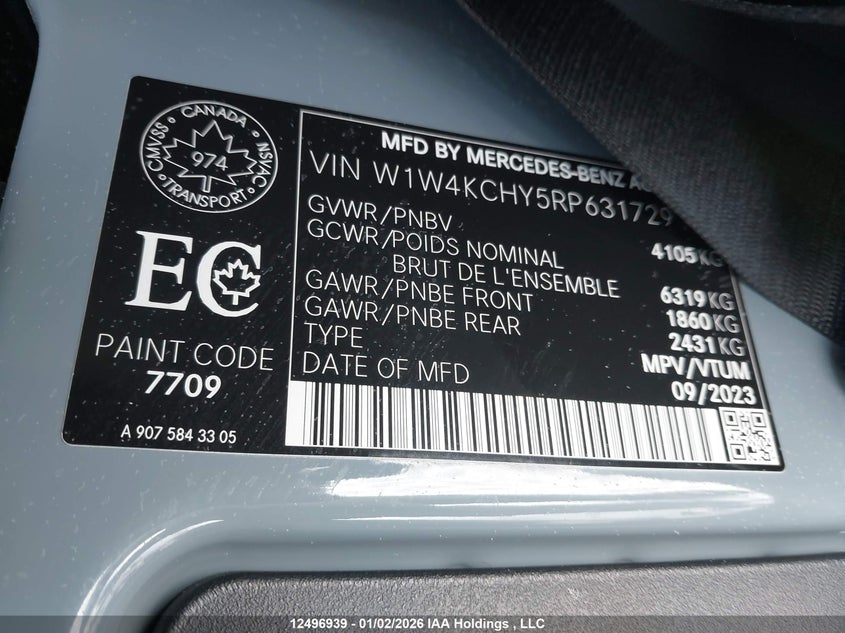 CANADA
CMVSS
974
NSVAC
TRANSPORT
EC
PAINT CODE
7709
A 907 584 33 05
MFD BY MERCEDES-BENZ
VIN W1W4KCHY5RP631729
GVWR/PNBV 4105 KG
GCWR/POIDS NOMINAL
BRUT DE L'ENSEMBLE 6319 KG
GAWR/PNBE FRONT 1860 KG
GAWR/PNBE REAR 2431 KG
TYPE MPV/VTUM
DATE OF MFD 09/2023
12496939 - 01/02/2026 IAA Holdings , LLC